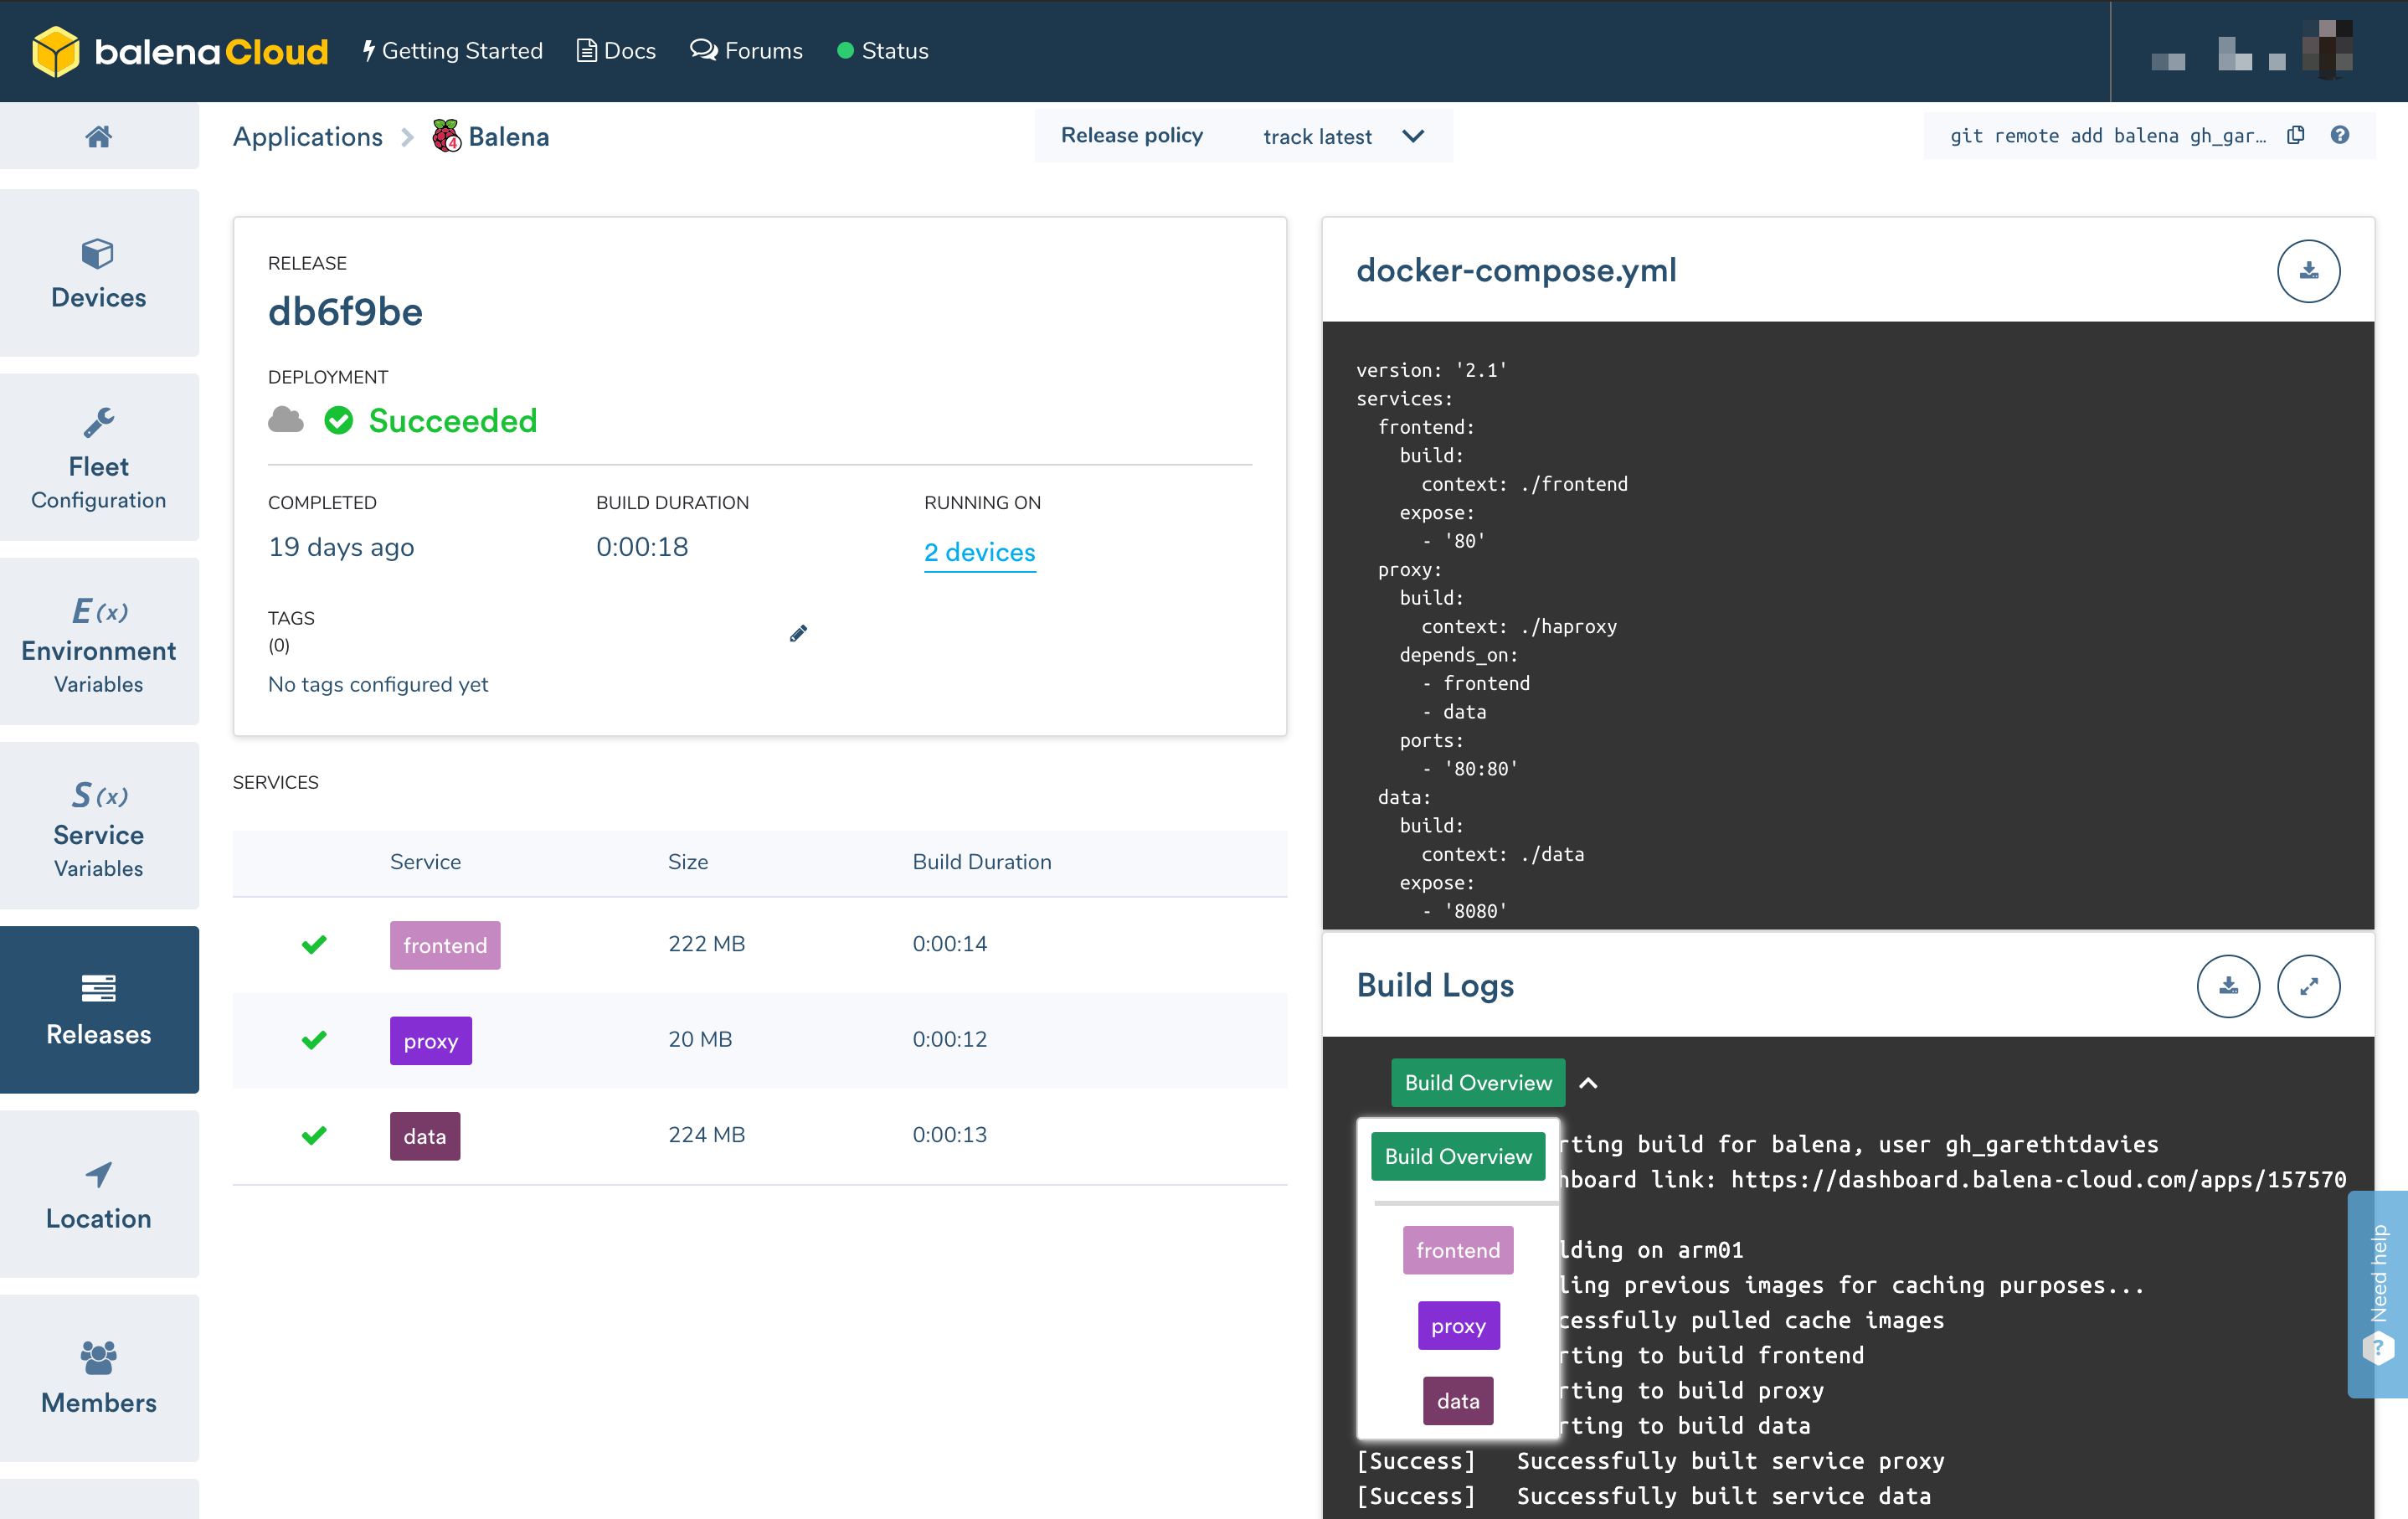 balenaCloud
Getting Started
Docs
Forums
Status
Applications
Balena
Release policy
track latest
git remote add balena gh_gar…
Devices
Fleet
Configuration
E(x)
Environment
Variables
S(x)
Service
Variables
Releases
Location
Members
RELEASE
db6f9be
DEPLOYMENT
Succeeded
COMPLETED
19 days ago
BUILD DURATION
0:00:18
RUNNING ON
2 devices
TAGS
(0)
No tags configured yet
SERVICES
Service Size Build Duration
frontend 222 MB 0:00:14
proxy 20 MB 0:00:12
data 224 MB 0:00:13
docker-compose.yml
version: '2.1'
services:
frontend:
build:
context: ./frontend
expose:
- '80'
proxy:
build:
context: ./haproxy
depends_on:
- frontend
- data
ports:
- '80:80'
data:
build:
context: ./data
expose:
- '8080'
Build Logs
Build Overview
Build Overview
frontend
proxy
data
rting build for balena, user gh_garethtdavies
hboard link: https://dashboard.balena-cloud.com/apps/157570
lding on arm01
ling previous images for caching purposes...
cessfully pulled cache images
rting to build frontend
rting to build proxy
rting to build data
[Success] Successfully built service proxy
[Success] Successfully built service data
Need help
?